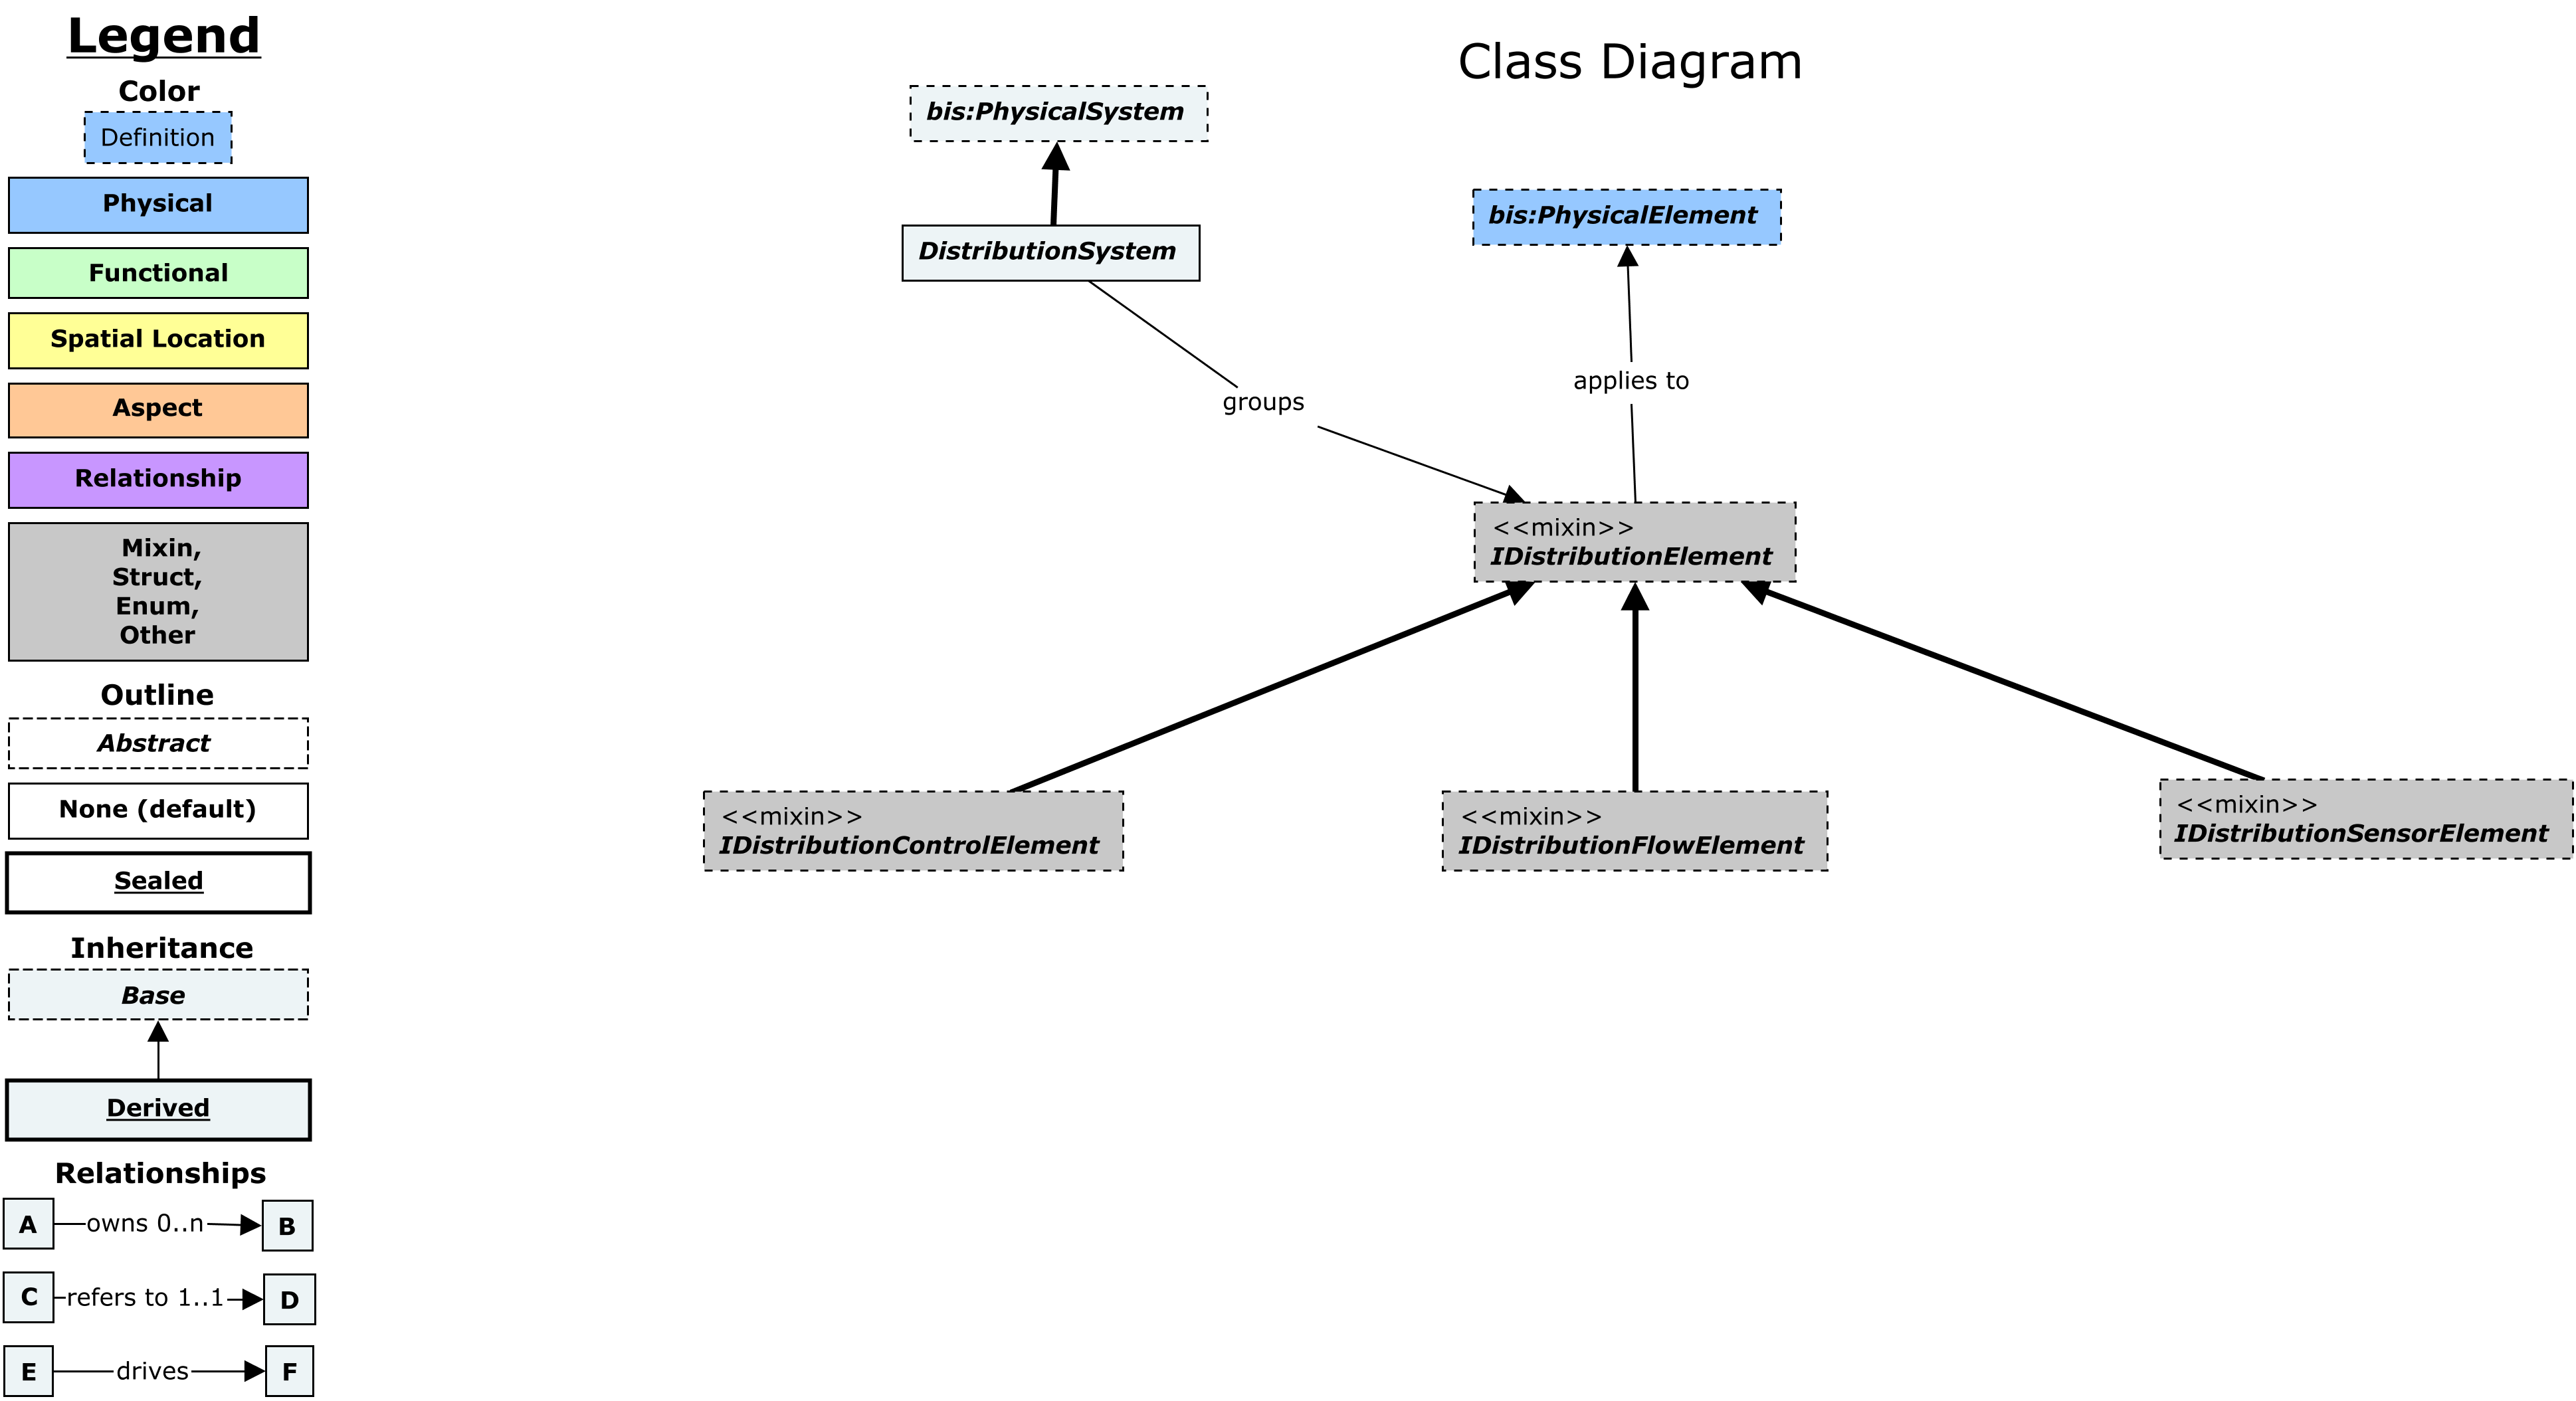 Legend
Color
Definition
Physical
Functional
Spatial Location
Aspect
Relationship
Mixin,
Struct,
Enum,
Other
Outline
Abstract
None (default)
Sealed
Inheritance
Base
Derived
Relationships
A owns 0..n B
C refers to 1..1 D
E drives F
Class Diagram
bis:PhysicalSystem
DistributionSystem
bis:PhysicalElement
groups
applies to
<<mixin>>
IDistributionElement
<<mixin>>
IDistributionControlElement
<<mixin>>
IDistributionFlowElement
<<mixin>>
IDistributionSensorElement